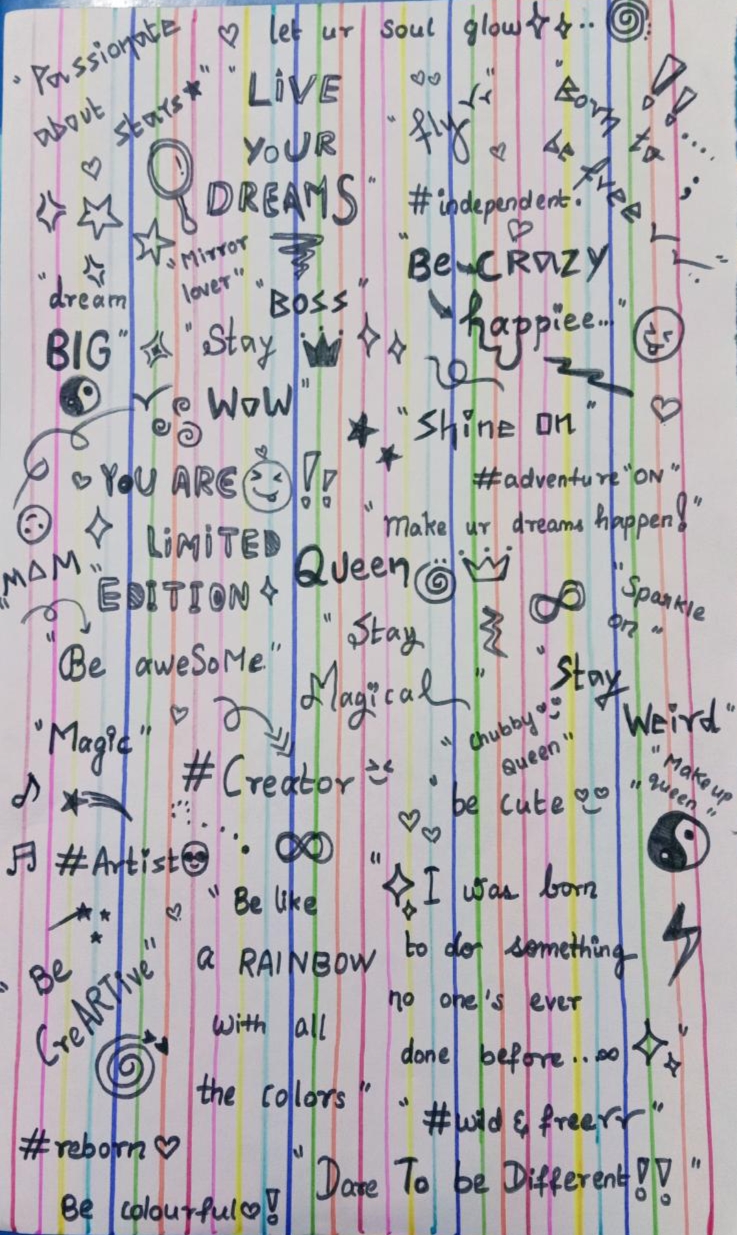 let ur soul glow
"Passionate
about stars"
"LiVE
YOUR
DREAMS"
"fly"
"Born to
be free
#independent.
"Mirror
lover"
"dream
BIG"
BOSS"
"Be CRAZY
happiee..."
"Stay
WoW"
"Shine ON"
YoU ARE !!
LiMiTED
EDITION
#adventure"ON"
"make ur dreams happen!"
"MAM"
Queen
"Sparkle
on"
"Be aweSoMe"
"Stay
Magical"
"Stay
Weird"
"Magic"
"chubby
Queen"
#Creator
"Makeup
queen"
be cute
#Artist
"Be like
a RAINBOW
with all
the colors"
"I was born
to do something
no one's ever
done before..∞"
"Be
CreARTive"
"#wild & freerr"
#reborn
"Dare To be Different!!"
Be colourful!